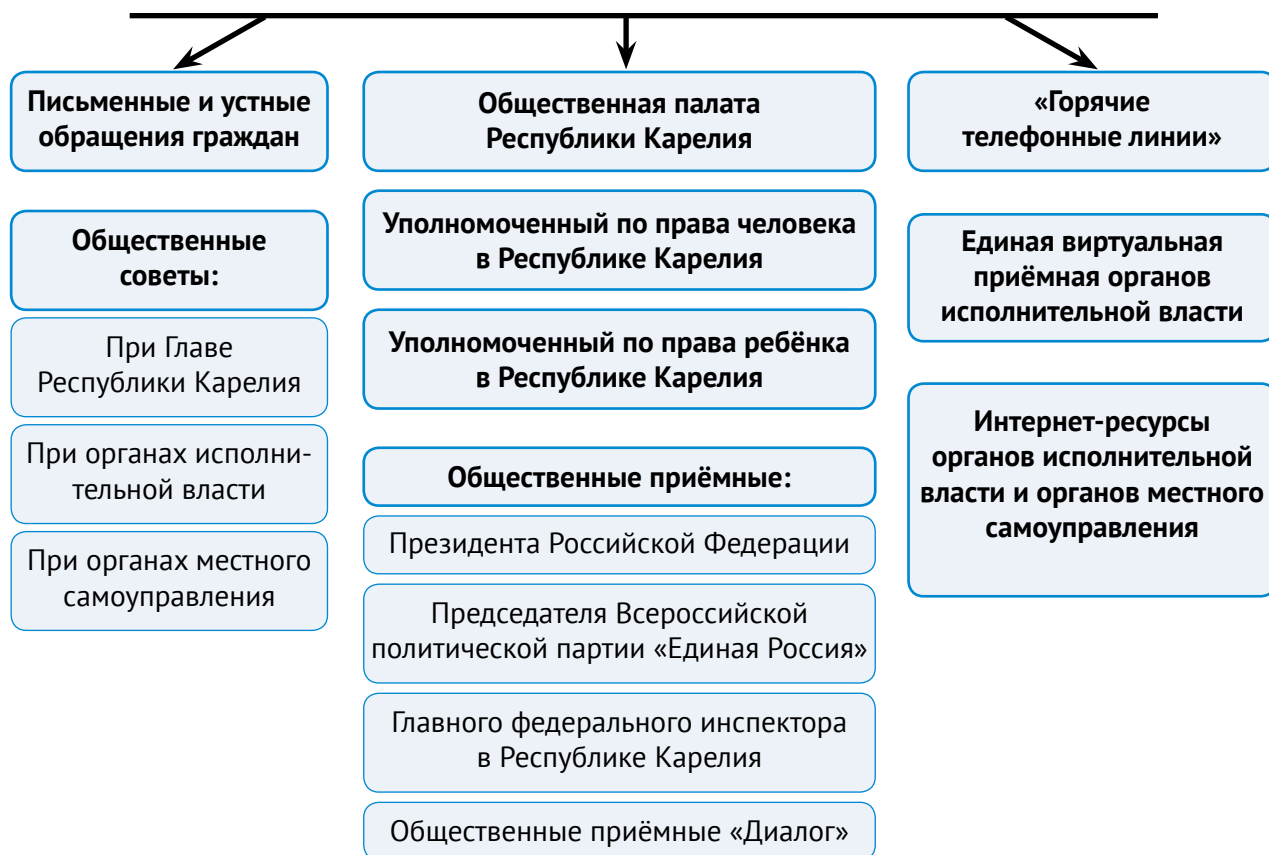 Письменные и устные
обращения граждан
Общественные
советы:
При Главе
Республики Карелия
При органах исполни-
тельной власти
При органах местного
самоуправления
Общественная палата
Республики Карелия
Уполномоченный по права человека
в Республике Карелия
Уполномоченный по права ребёнка
в Республике Карелия
Общественные приёмные:
Президента Российской Федерации
Председателя Всероссийской
политической партии «Единая Россия»
Главного федерального инспектора
в Республике Карелия
Общественные приёмные «Диалог»
«Горячие
телефонные линии»
Единая виртуальная
приёмная органов
исполнительной власти
Интернет-ресурсы
органов исполнительной
власти и органов местного
самоуправления